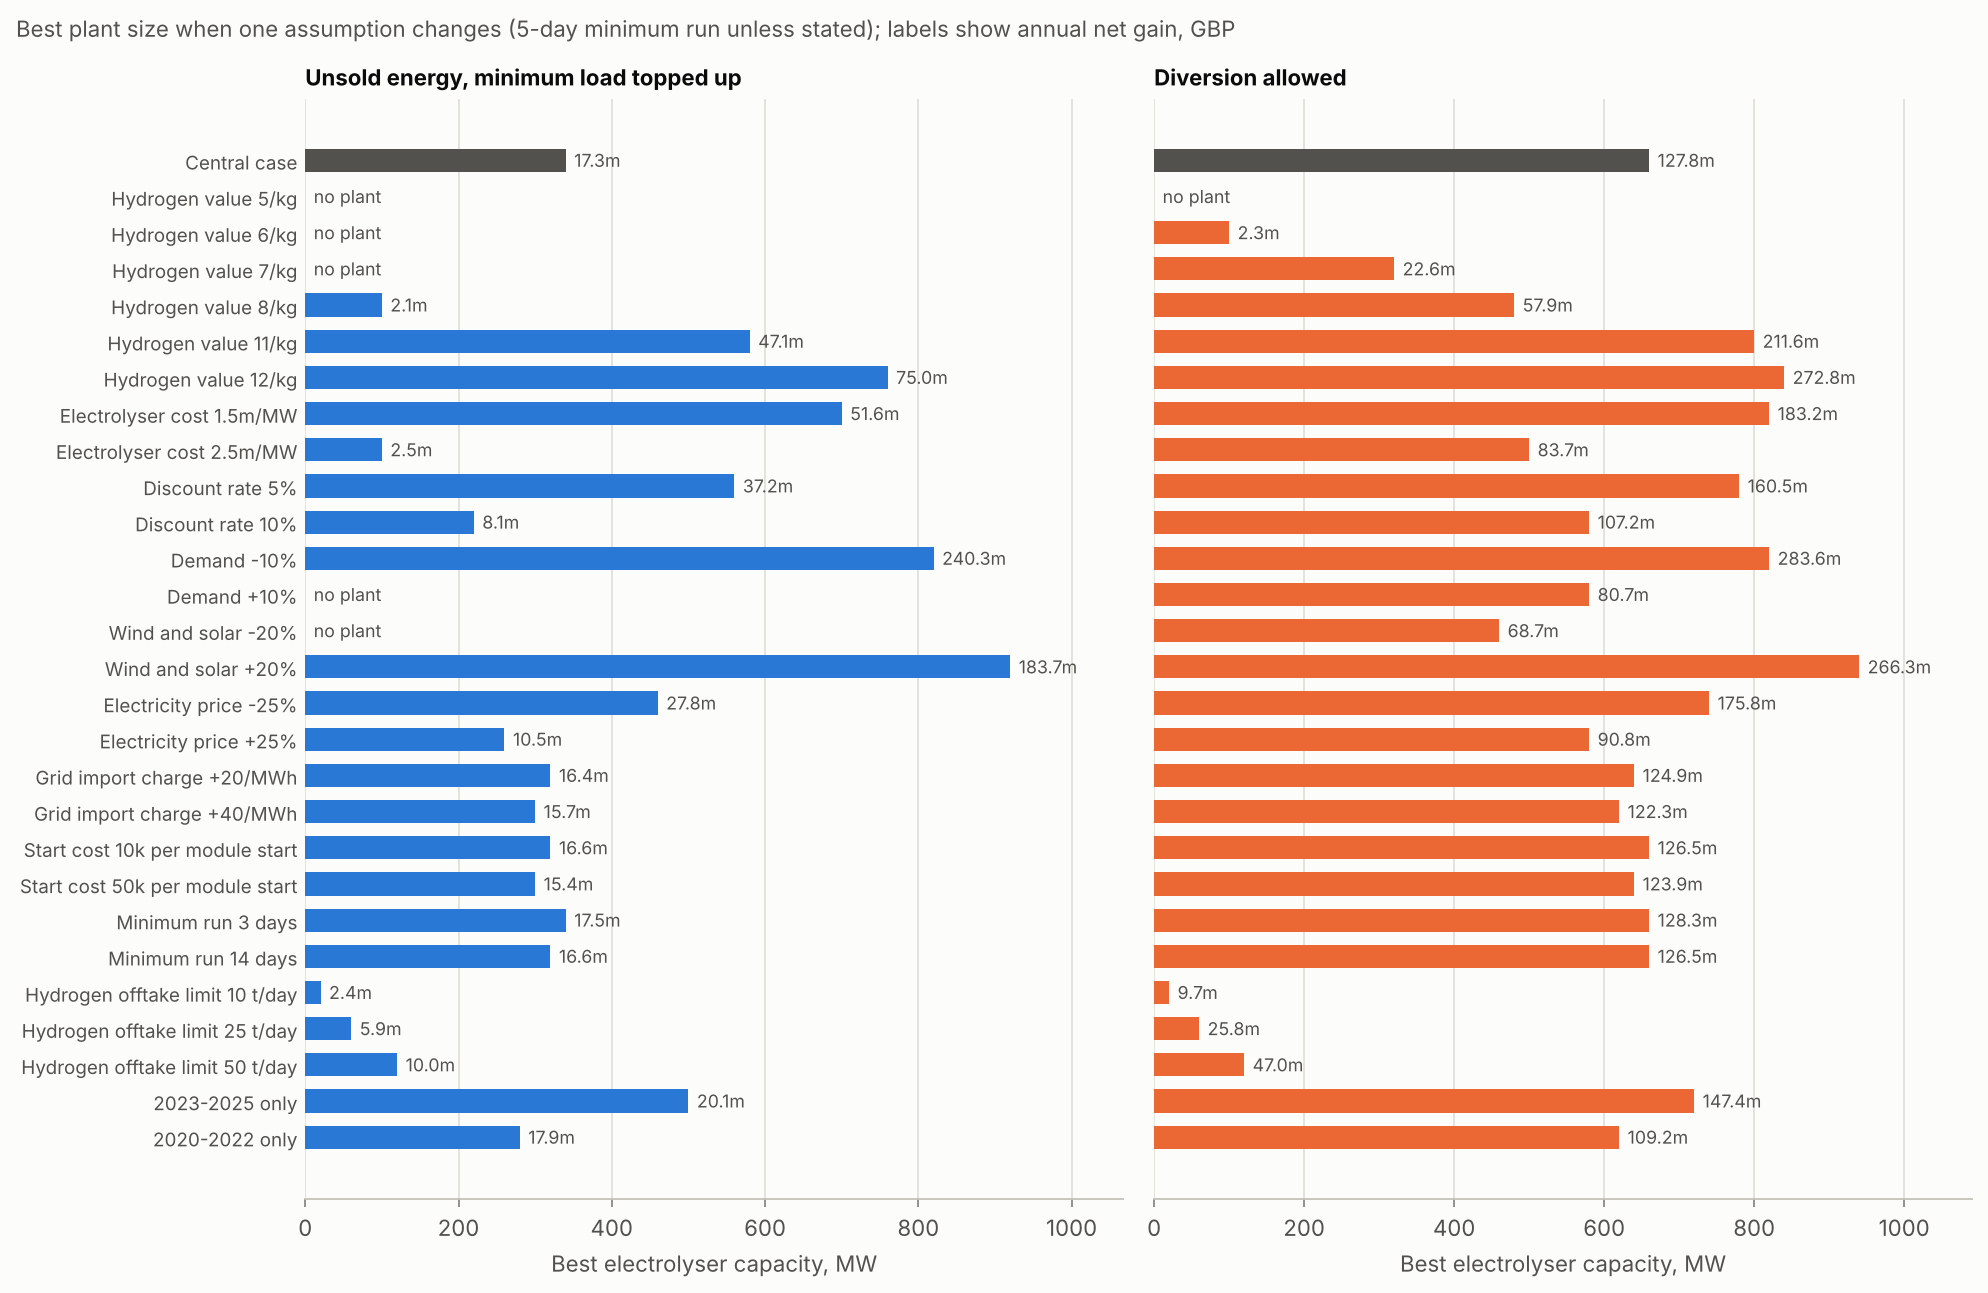 Best plant size when one assumption changes (5-day minimum run unless stated); labels show annual net gain, GBP
Unsold energy, minimum load topped up
Diversion allowed
Central case 17.3m 127.8m
Hydrogen value 5/kg no plant no plant
Hydrogen value 6/kg no plant 2.3m
Hydrogen value 7/kg no plant 22.6m
Hydrogen value 8/kg 2.1m 57.9m
Hydrogen value 11/kg 47.1m 211.6m
Hydrogen value 12/kg 75.0m 272.8m
Electrolyser cost 1.5m/MW 51.6m 183.2m
Electrolyser cost 2.5m/MW 2.5m 83.7m
Discount rate 5% 37.2m 160.5m
Discount rate 10% 8.1m 107.2m
Demand -10% 240.3m 283.6m
Demand +10% no plant 80.7m
Wind and solar -20% no plant 68.7m
Wind and solar +20% 183.7m 266.3m
Electricity price -25% 27.8m 175.8m
Electricity price +25% 10.5m 90.8m
Grid import charge +20/MWh 16.4m 124.9m
Grid import charge +40/MWh 15.7m 122.3m
Start cost 10k per module start 16.6m 126.5m
Start cost 50k per module start 15.4m 123.9m
Minimum run 3 days 17.5m 128.3m
Minimum run 14 days 16.6m 126.5m
Hydrogen offtake limit 10 t/day 2.4m 9.7m
Hydrogen offtake limit 25 t/day 5.9m 25.8m
Hydrogen offtake limit 50 t/day 10.0m 47.0m
2023-2025 only 20.1m 147.4m
2020-2022 only 17.9m 109.2m
0 200 400 600 800 1000 0 200 400 600 800 1000
Best electrolyser capacity, MW
Best electrolyser capacity, MW